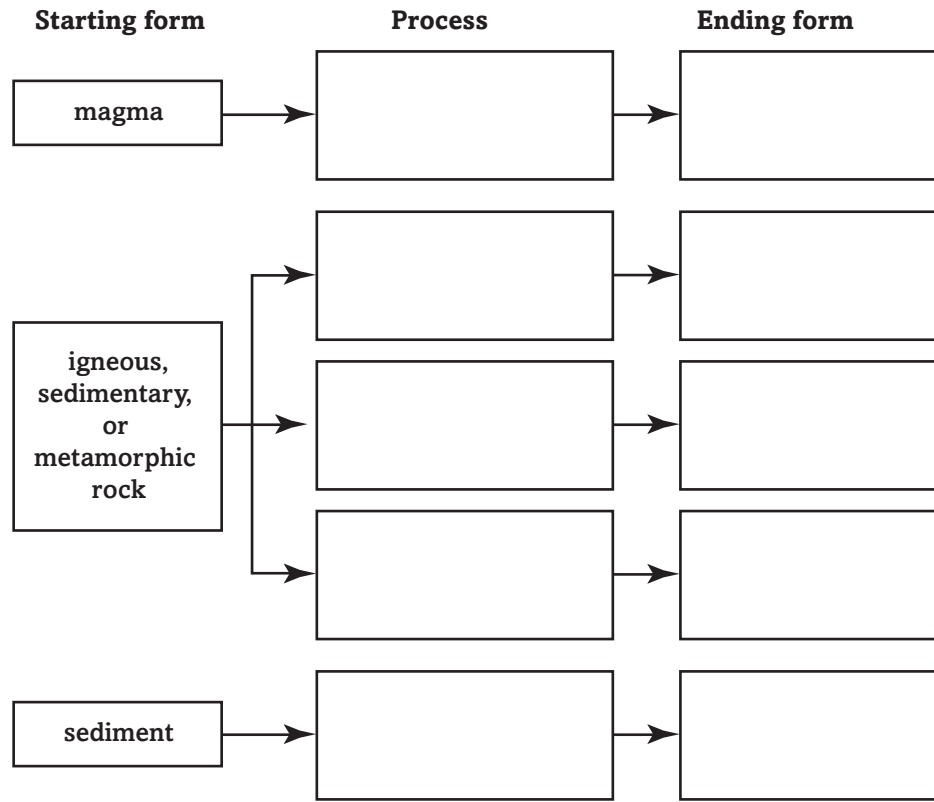 Starting form Process Ending form
magma
igneous,
sedimentary,
or
metamorphic
rock
sediment